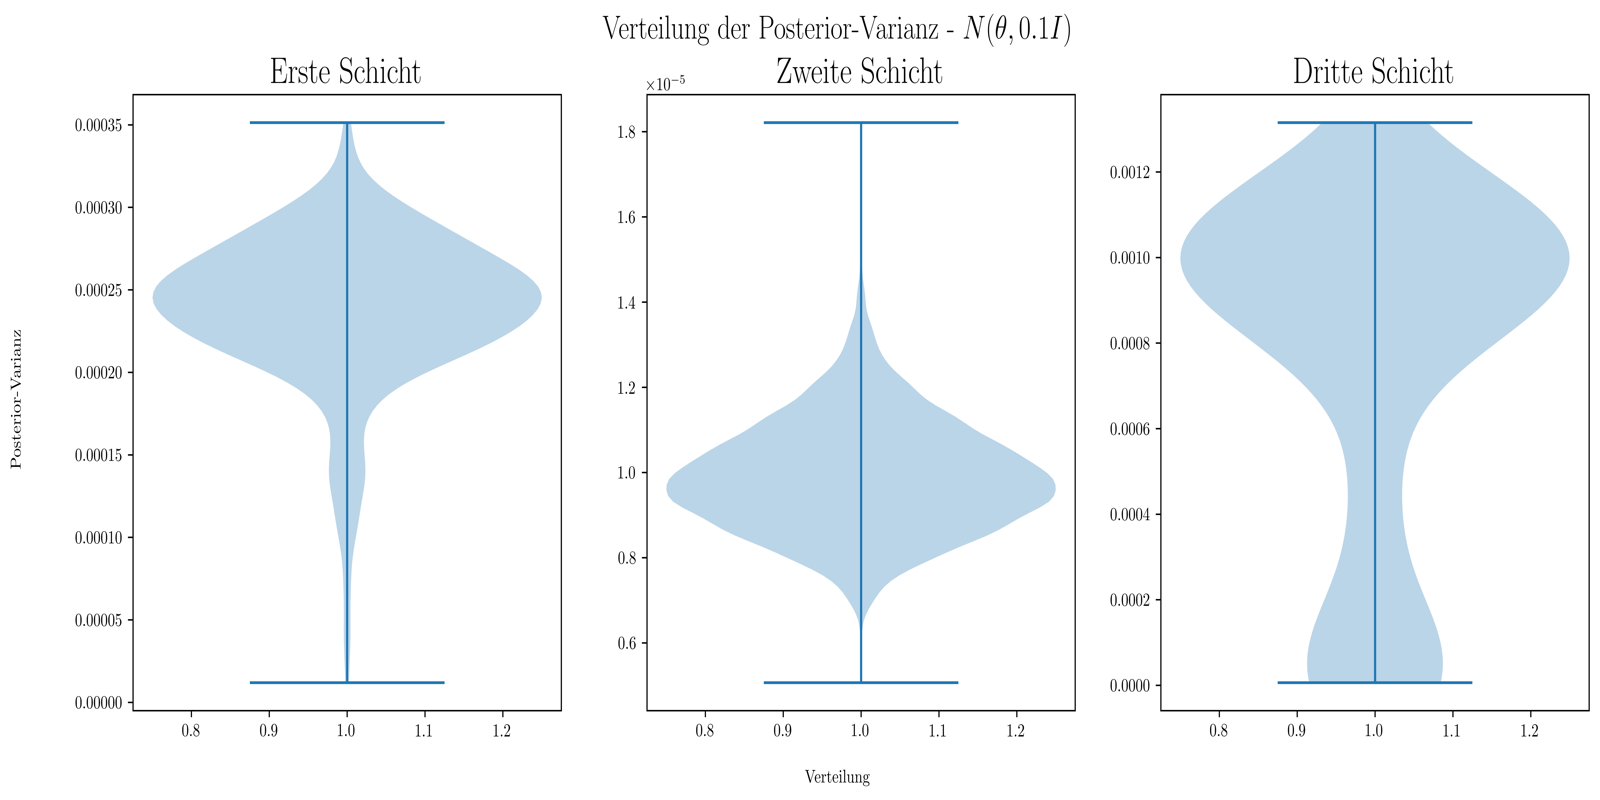 Verteilung der Posterior-Varianz - N(θ, 0.1I)
Erste Schicht
Zweite Schicht
Dritte Schicht
Posterior-Varianz
0.00035
0.00030
0.00025
0.00020
0.00015
0.00010
0.00005
0.00000
0.8 0.9 1.0 1.1 1.2
×10⁻⁵
1.8
1.6
1.4
1.2
1.0
0.8
0.6
0.8 0.9 1.0 1.1 1.2
0.0012
0.0010
0.0008
0.0006
0.0004
0.0002
0.0000
0.8 0.9 1.0 1.1 1.2
Verteilung